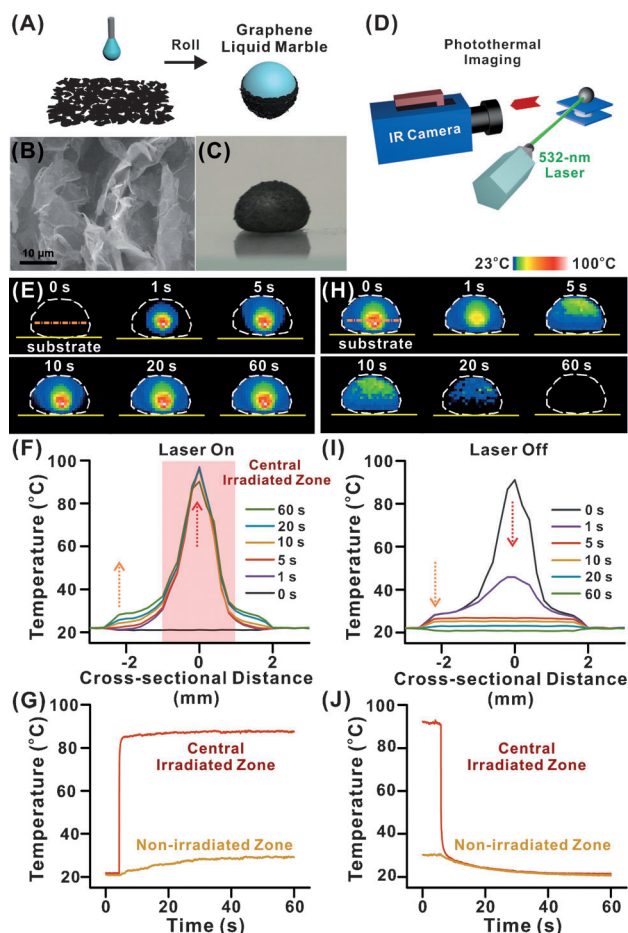 (A)
Roll
Graphene
Liquid Marble
(B)
10 μm
(C)
(D)
Photothermal
Imaging
IR Camera
532-nm
Laser
23°C 100°C
(E)
0 s 1 s 5 s
substrate
10 s 20 s 60 s
(H)
0 s 1 s 5 s
substrate
10 s 20 s 60 s
(F)
Laser On
Central
Irradiated Zone
Temperature (°C)
100
80
60
40
20
60 s
20 s
10 s
5 s
1 s
0 s
-2 0 2
Cross-sectional Distance
(mm)
(I)
Laser Off
Temperature (°C)
100
80
60
40
20
0 s
1 s
5 s
10 s
20 s
60 s
-2 0 2
Cross-sectional Distance
(mm)
(G)
Temperature (°C)
100
80
60
40
20
Central
Irradiated Zone
Non-irradiated Zone
0 20 40 60
Time (s)
(J)
Temperature (°C)
100
80
60
40
20
Central
Irradiated Zone
Non-irradiated Zone
0 20 40 60
Time (s)